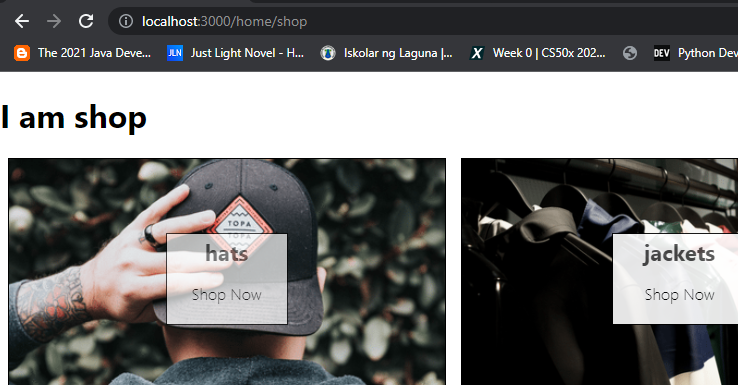 localhost:3000/home/shop
The 2021 Java Deve...
JLN Just Light Novel - H...
Iskolar ng Laguna |...
X Week 0 | CS50x 202...
DEV Python Dev
I am shop
TOPA
TOPA
hats
Shop Now
jackets
Shop Now